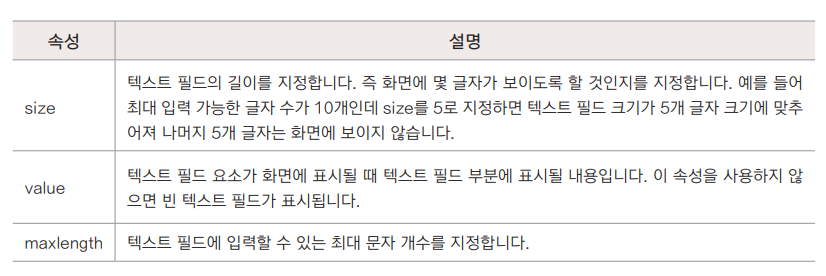 속성 설명
size 텍스트 필드의 길이를 지정합니다. 즉 화면에 몇 글자가 보이도록 할 것인지를 지정합니다. 예를 들어
최대 입력 가능한 글자 수가 10개인데 size를 5로 지정하면 텍스트 필드 크기가 5개 글자 크기에 맞추
어져 나머지 5개 글자는 화면에 보이지 않습니다.
value 텍스트 필드 요소가 화면에 표시될 때 텍스트 필드 부분에 표시될 내용입니다. 이 속성을 사용하지 않
으면 빈 텍스트 필드가 표시됩니다.
maxlength 텍스트 필드에 입력할 수 있는 최대 문자 개수를 지정합니다.